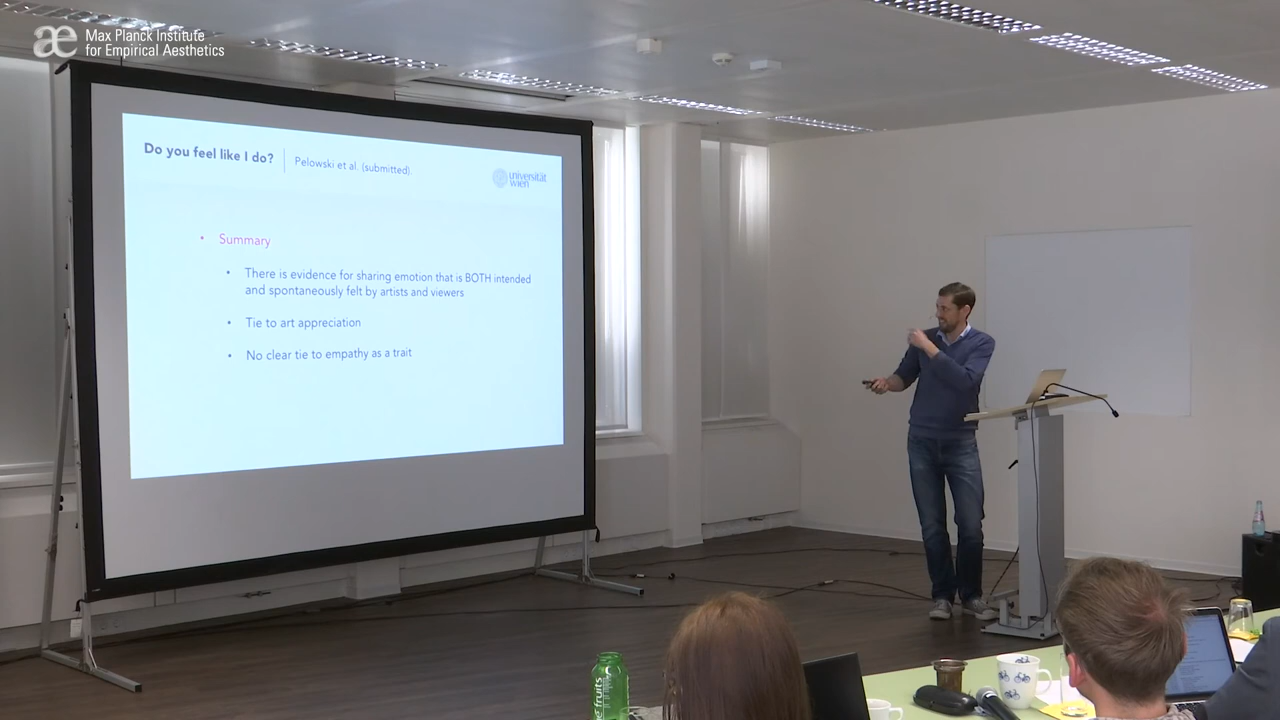 æ Max Planck Institute
for Empirical Aesthetics
Do you feel like I do? Pelowski et al. (submitted).
universität
wien
• Summary
• There is evidence for sharing emotion that is BOTH intended
and spontaneously felt by artists and viewers
• Tie to art appreciation
• No clear tie to empathy as a trait
fruits